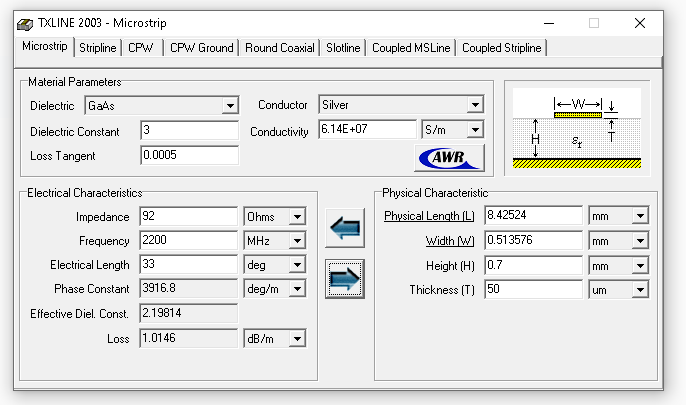 TXLINE 2003 - Microstrip
Microstrip Stripline CPW CPW Ground Round Coaxial Slotline Coupled MSLine Coupled Stripline
Material Parameters
Dielectric GaAs Conductor Silver
Dielectric Constant 3 Conductivity 6.14E+07 S/m
Loss Tangent 0.0005 AWR
W
H
T
εr
Electrical Characteristics
Impedance 92 Ohms
Frequency 2200 MHz
Electrical Length 33 deg
Phase Constant 3916.8 deg/m
Effective Diel. Const. 2.19814
Loss 1.0146 dB/m
Physical Characteristic
Physical Length (L) 8.42524 mm
Width (W) 0.513576 mm
Height (H) 0.7 mm
Thickness (T) 50 um